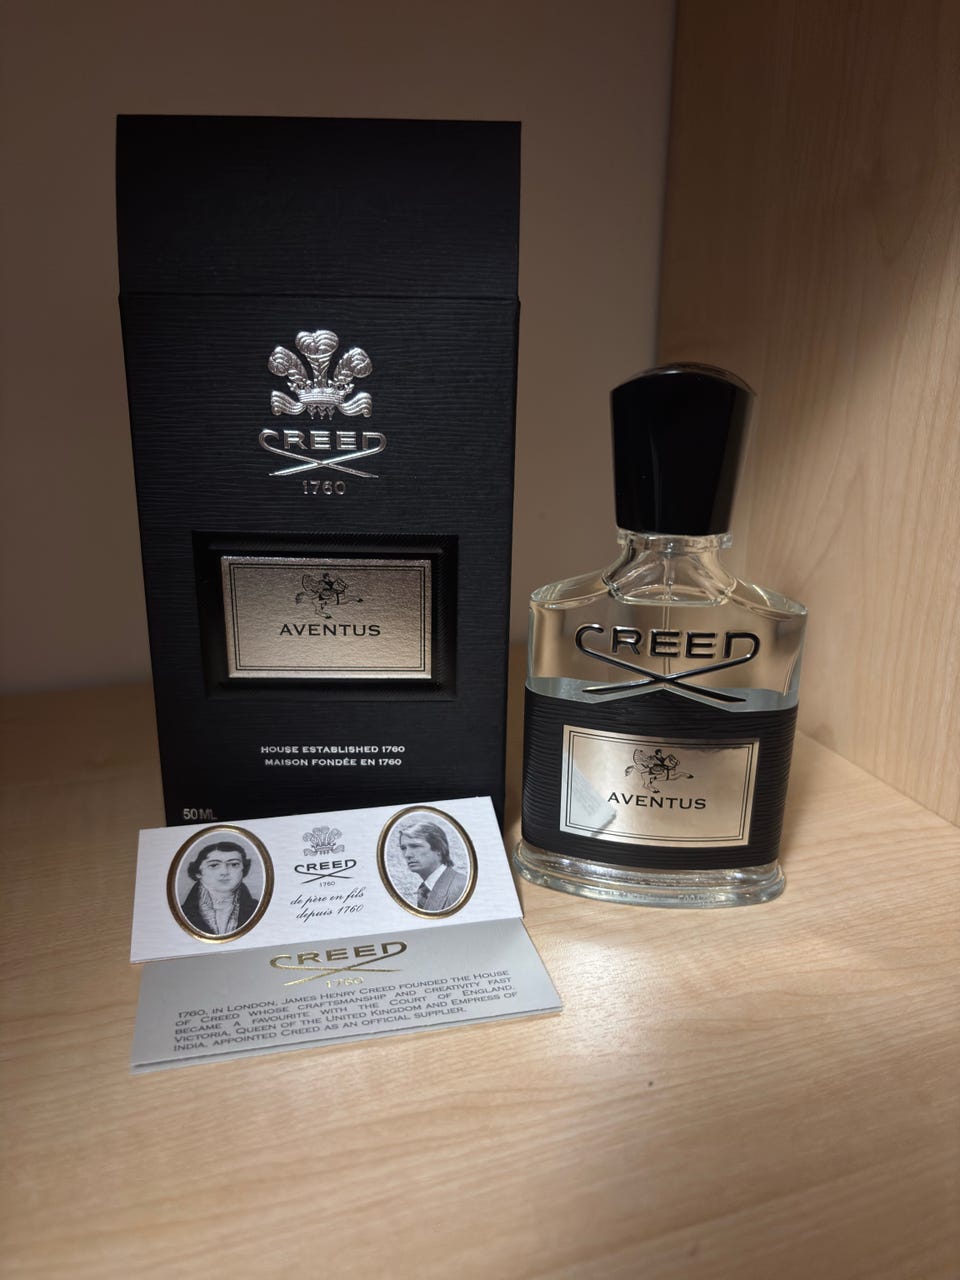 CREED
1760
AVENTUS
HOUSE ESTABLISHED 1760
MAISON FONDÉE EN 1760
50 ML
CREED
AVENTUS
CREED
1760
de père en fils
depuis 1760
CREED
1760
1760, IN LONDON, JAMES HENRY CREED FOUNDED THE HOUSE
OF CREED WHOSE CRAFTSMANSHIP AND CREATIVITY FAST
BECAME A FAVOURITE WITH THE COURT OF ENGLAND.
VICTORIA, QUEEN OF THE UNITED KINGDOM AND EMPRESS OF
INDIA, APPOINTED CREED AS AN OFFICIAL SUPPLIER.